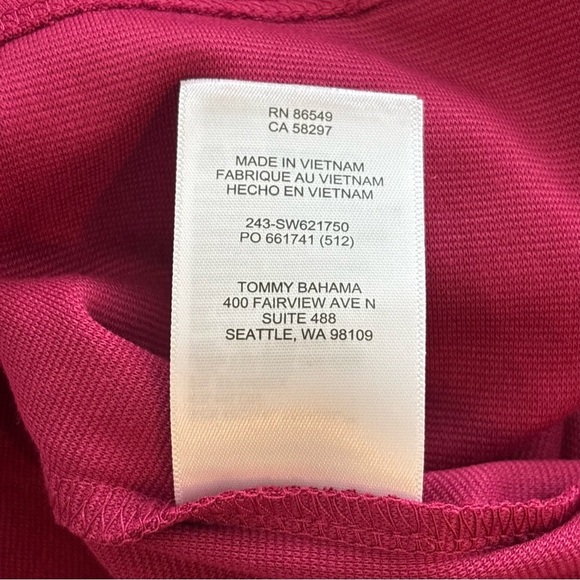 RN 86549
CA 58297
MADE IN VIETNAM
FABRIQUE AU VIETNAM
HECHO EN VIETNAM
243-SW621750
PO 661741 (512)
TOMMY BAHAMA
400 FAIRVIEW AVE N
SUITE 488
SEATTLE, WA 98109